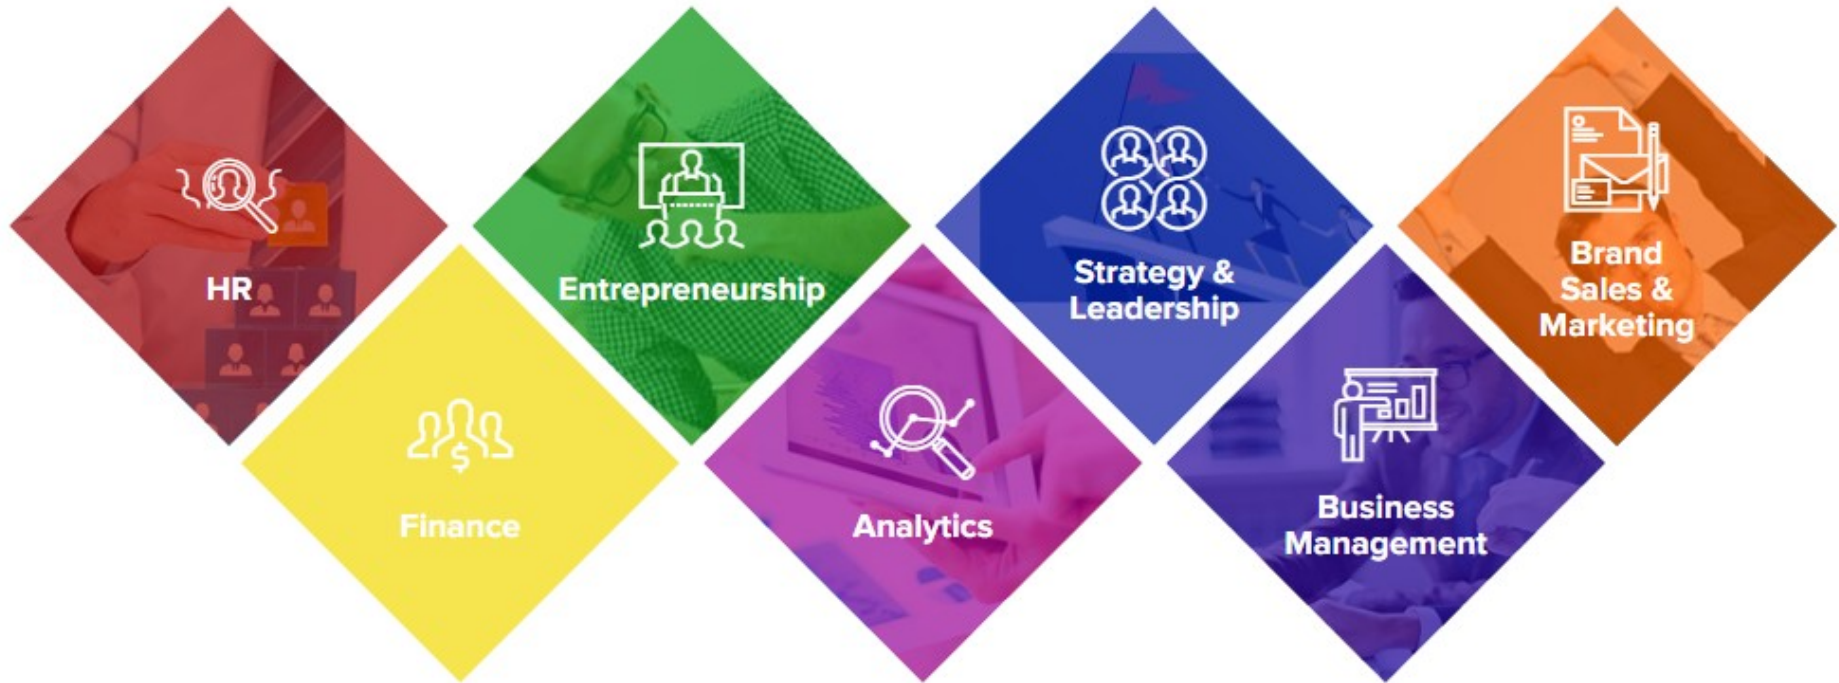 HR
Entrepreneurship
Strategy &
Leadership
Brand
Sales &
Marketing
Finance
$
Analytics
Business
Management